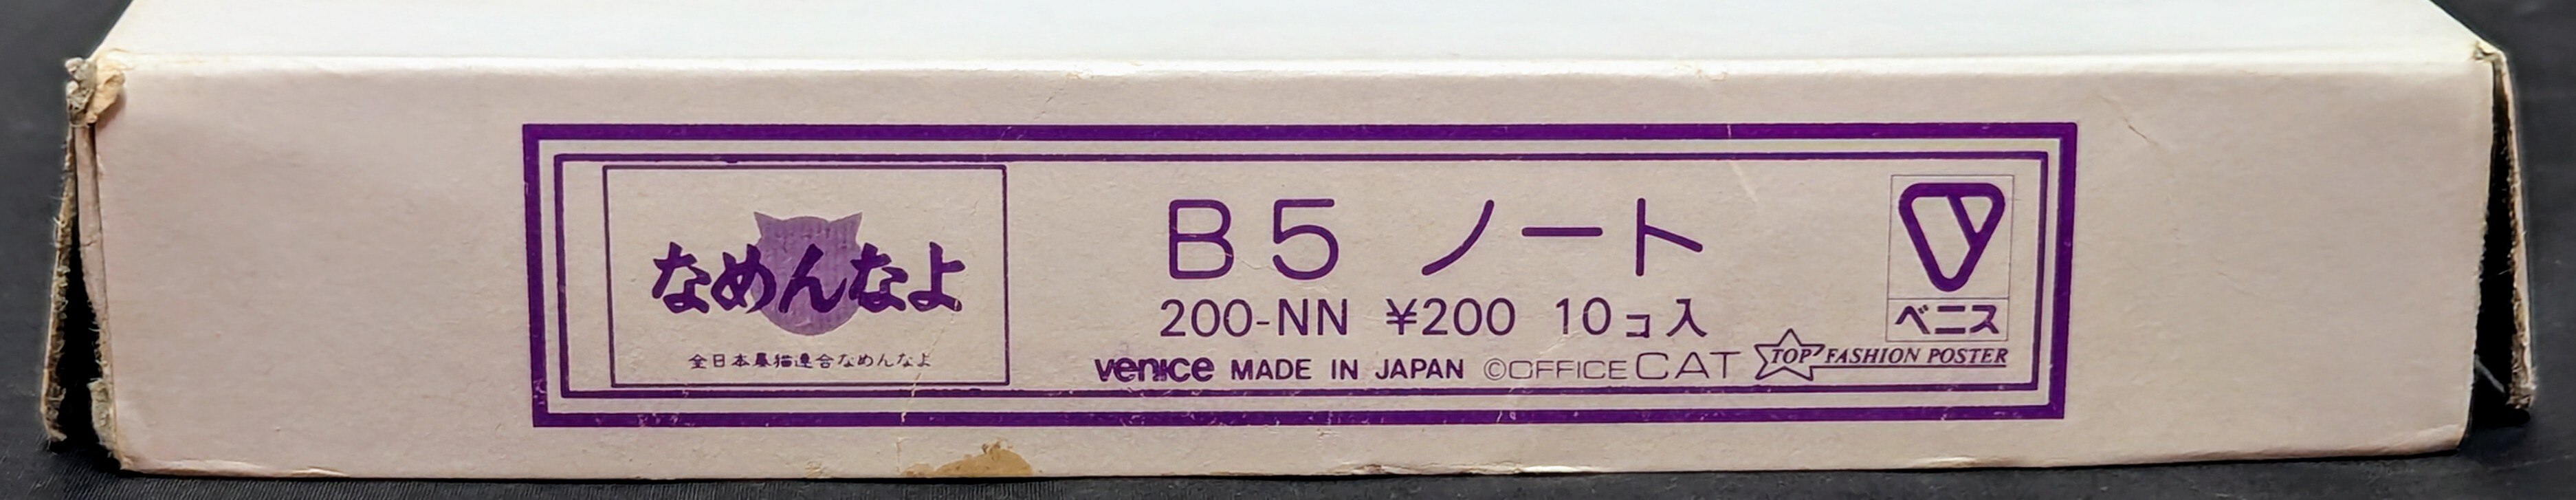 なめんなよ
全日本暴猫連合なめんなよ
B5 ノート
200-NN ¥200 10コ入
venice MADE IN JAPAN ©OFFICE CAT
TOP FASHION POSTER
ベニス